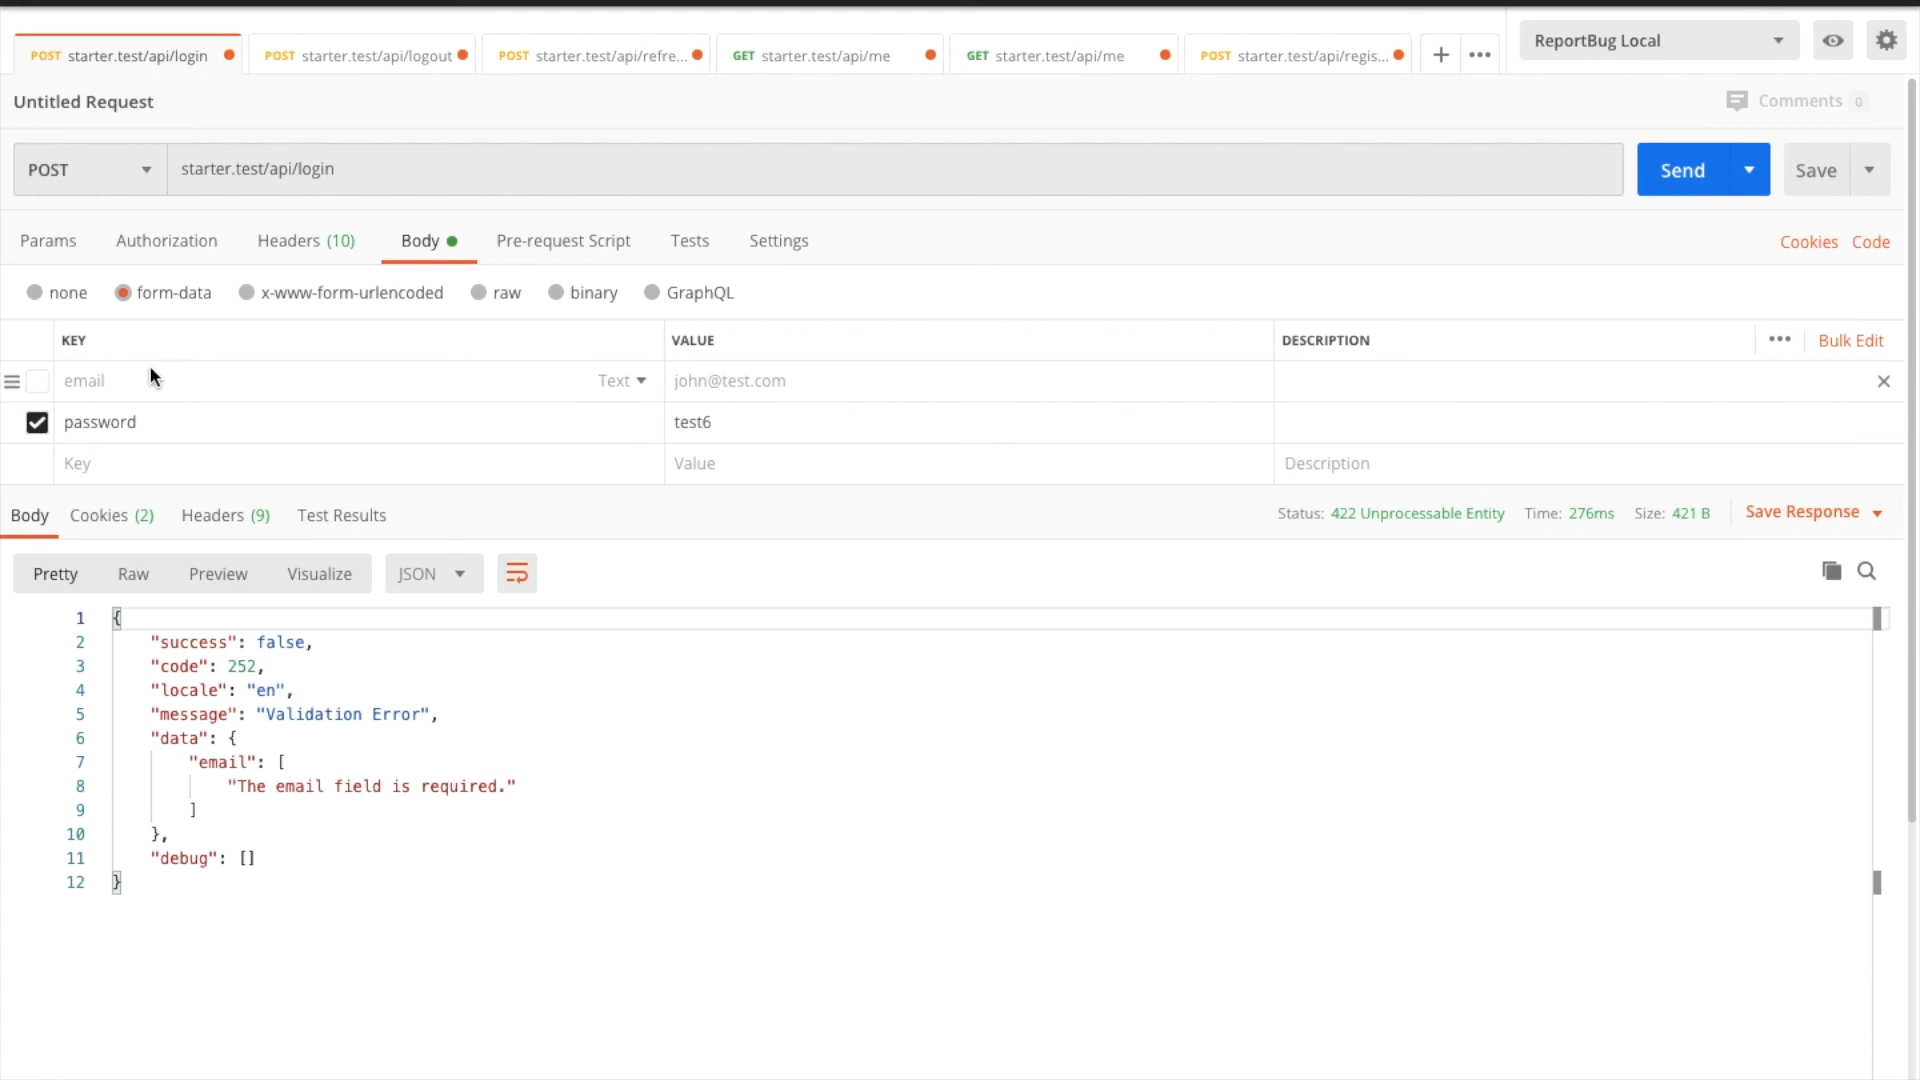 POST starter.test/api/login POST starter.test/api/logout POST starter.test/api/refre... GET starter.test/api/me GET starter.test/api/me POST starter.test/api/regis... ReportBug Local
Untitled Request Comments 0
POST starter.test/api/login Send Save
Params Authorization Headers (10) Body Pre-request Script Tests Settings Cookies Code
none form-data x-www-form-urlencoded raw binary GraphQL
KEY VALUE DESCRIPTION ••• Bulk Edit
email Text john@test.com
password test6
Key Value Description
Body Cookies (2) Headers (9) Test Results Status: 422 Unprocessable Entity Time: 276ms Size: 421 B Save Response
Pretty Raw Preview Visualize JSON
1 {
2 "success": false,
3 "code": 252,
4 "locale": "en",
5 "message": "Validation Error",
6 "data": {
7 "email": [
8 "The email field is required."
9 ]
10 },
11 "debug": []
12 }